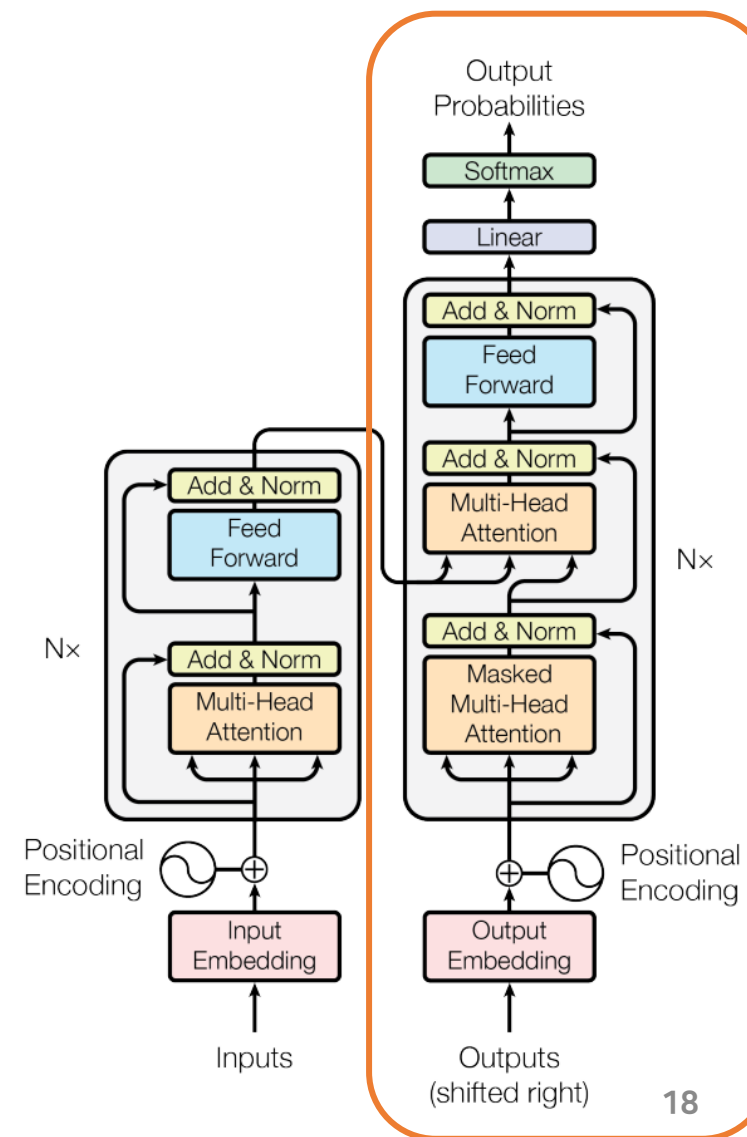 Output
Probabilities
Softmax
Linear
Add & Norm
Feed
Forward
Add & Norm
Multi-Head
Attention
Add & Norm
Masked
Multi-Head
Attention
N×
Positional
Encoding
Output
Embedding
Outputs
(shifted right)
Add & Norm
Feed
Forward
Add & Norm
Multi-Head
Attention
N×
Positional
Encoding
Input
Embedding
Inputs
18